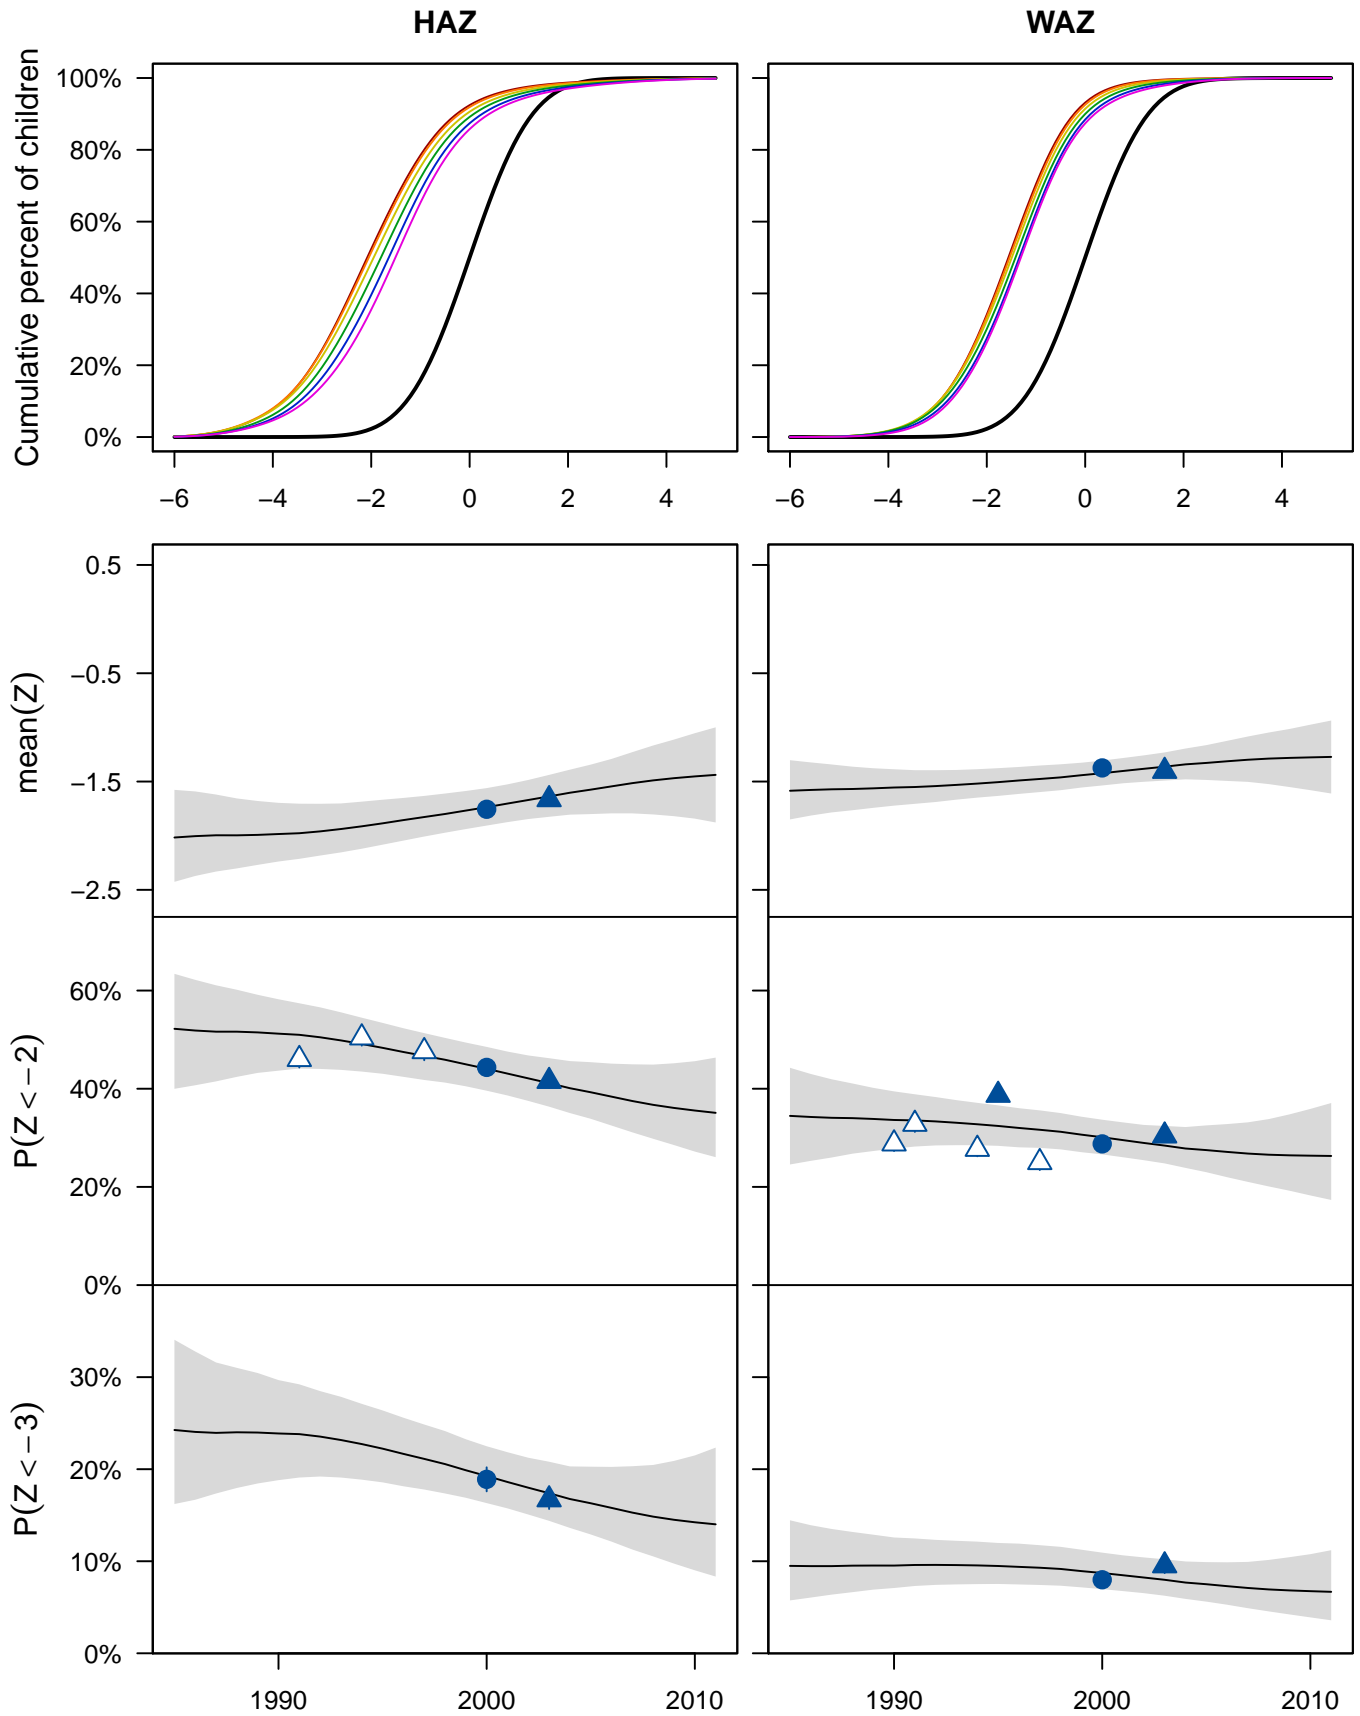 HAZ WAZ
Cumulative percent of children
100%
80%
60%
40%
20%
0%
−6 −4 −2 0 2 4 −6 −4 −2 0 2 4
mean(Z)
0.5
−0.5
−1.5
−2.5
P(Z < −2)
60%
40%
20%
0%
P(Z < −3)
30%
20%
10%
0%
1990 2000 2010 1990 2000 2010